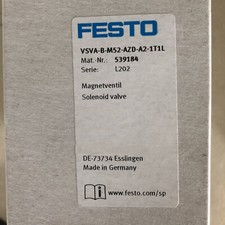 FESTO
VSVA-B-M52-AZD-A2-1T1L
Mat.-Nr.: 539184
Serie: L202
Magnetventil
Solenoid valve
DE-73734 Esslingen
Made in Germany
www.festo.com/sp